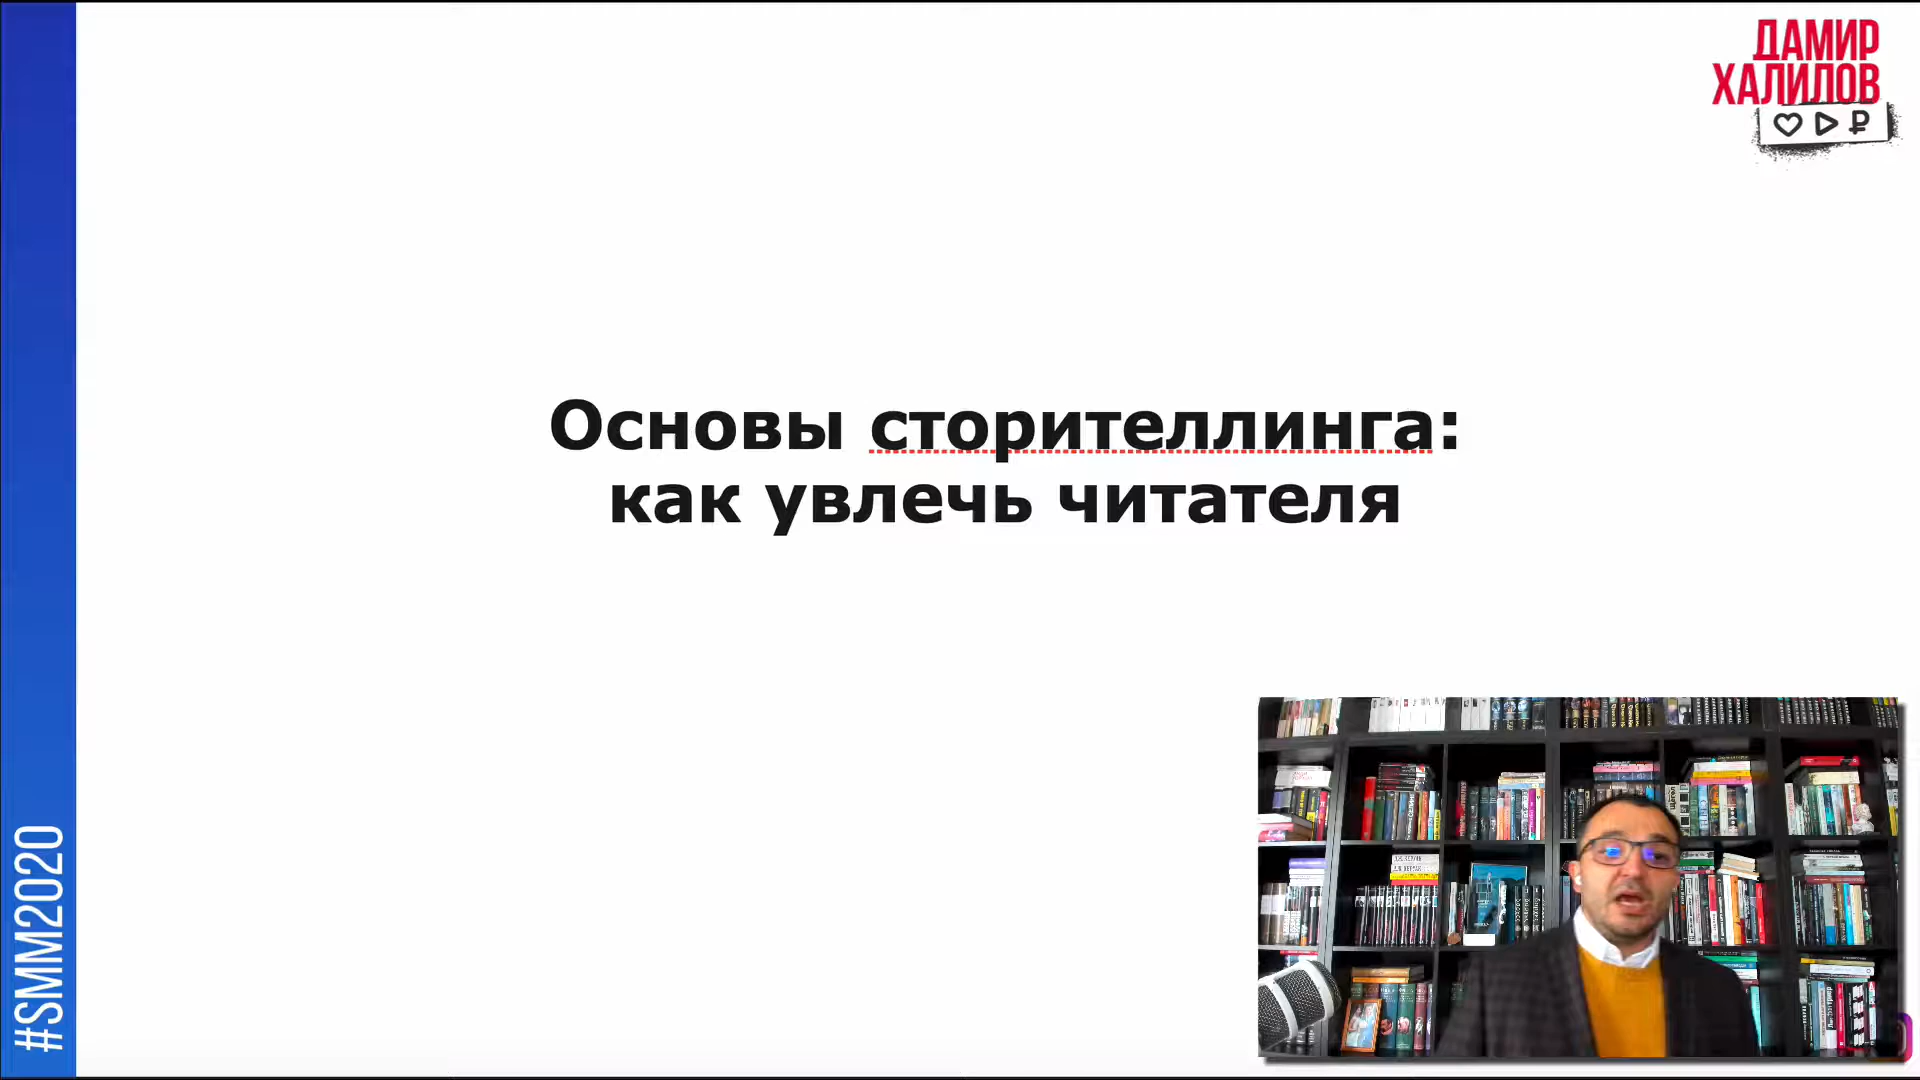 ДАМИР
ХАЛИЛОВ
Основы сторителлинга:
как увлечь читателя
#SMM2020